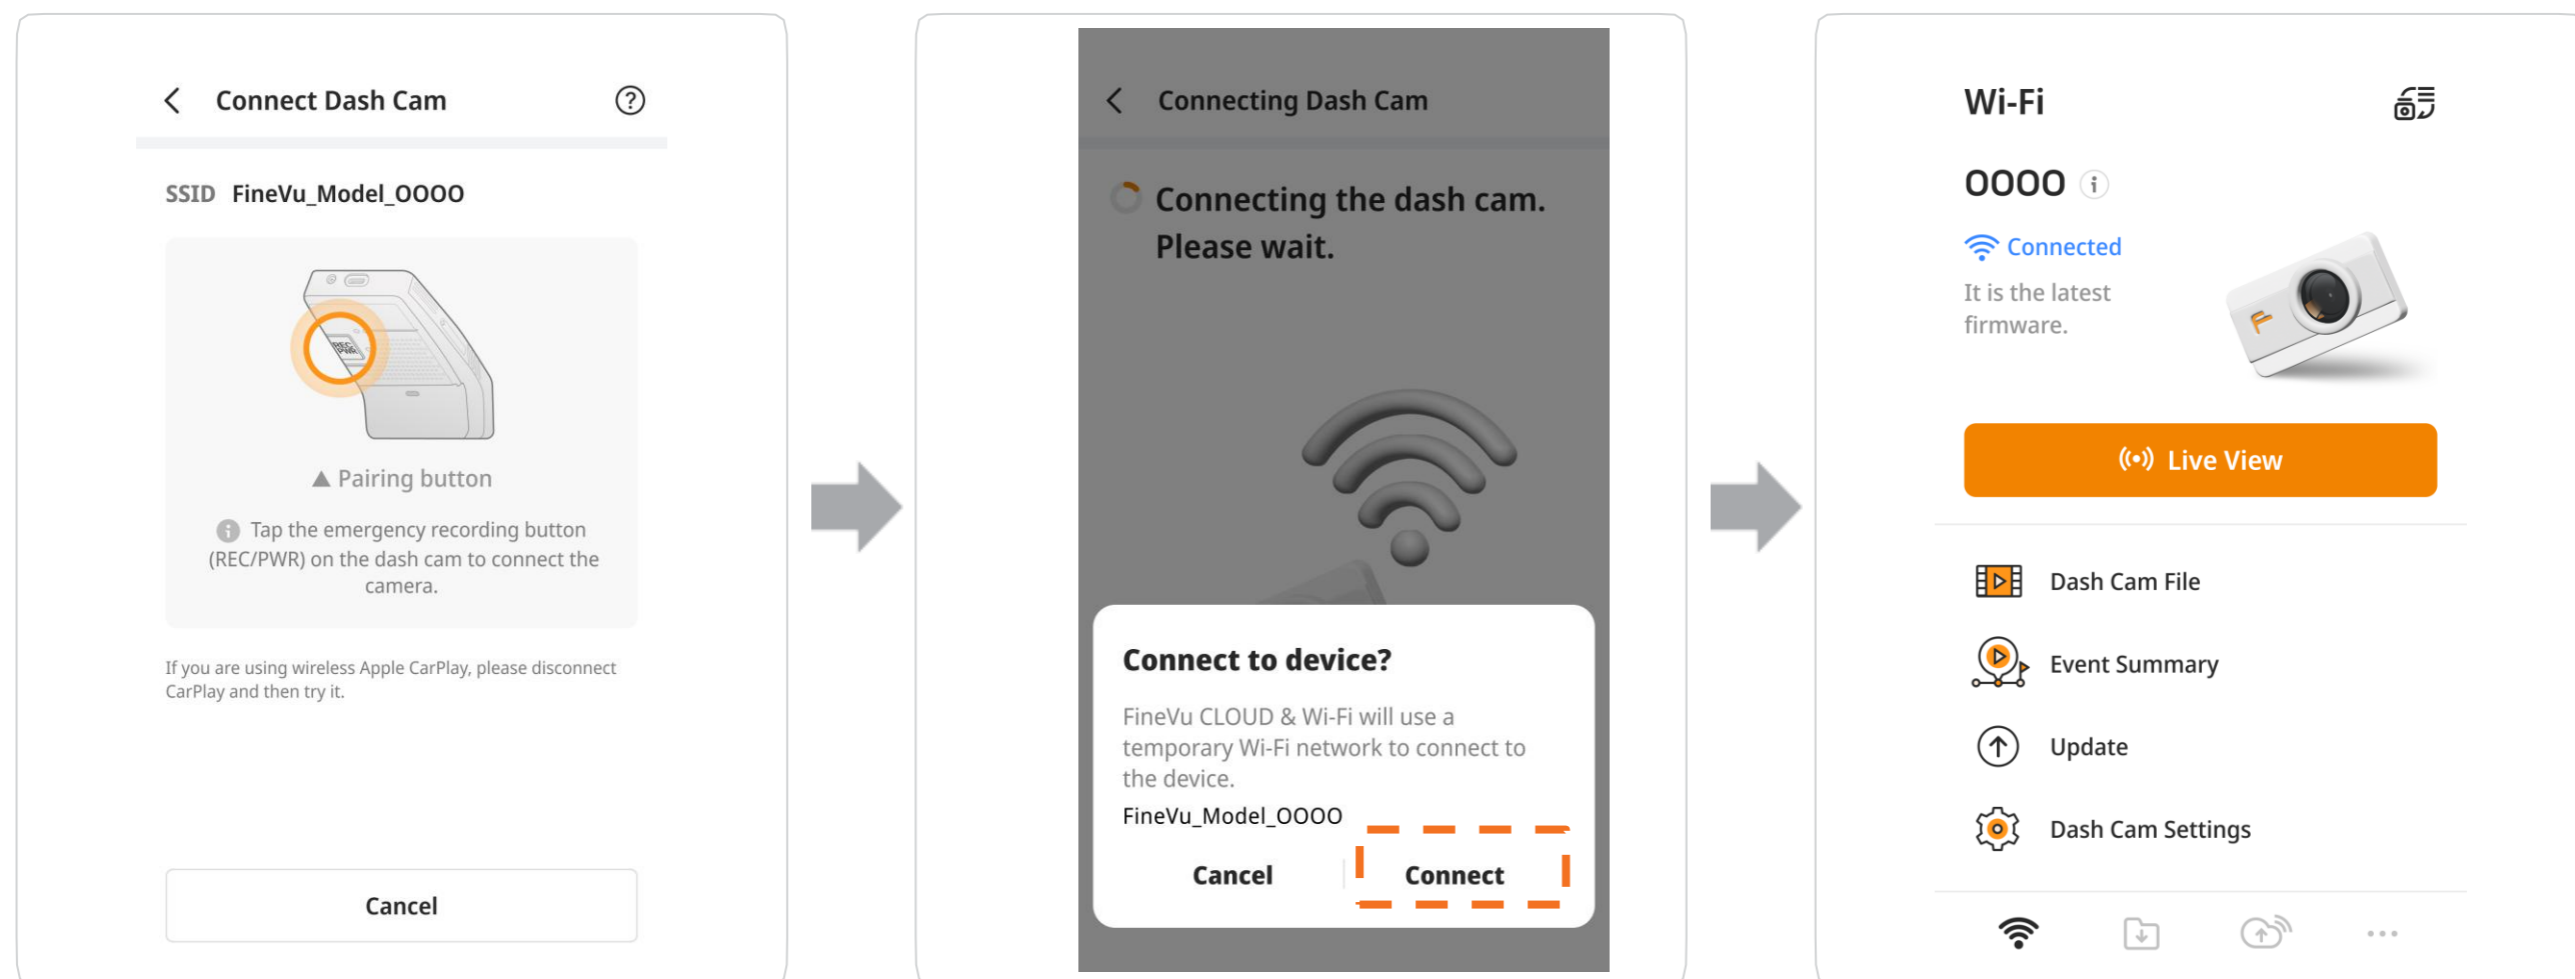 Connect Dash Cam
SSID FineVu_Model_OOOO
REC
PWR
▲ Pairing button
Tap the emergency recording button
(REC/PWR) on the dash cam to connect the
camera.
If you are using wireless Apple CarPlay, please disconnect
CarPlay and then try it.
Cancel
Connecting Dash Cam
Connecting the dash cam.
Please wait.
Connect to device?
FineVu CLOUD & Wi-Fi will use a
temporary Wi-Fi network to connect to
the device.
FineVu_Model_OOOO
Cancel Connect
Wi-Fi
OOOO
Connected
It is the latest
firmware.
Live View
Dash Cam File
Event Summary
Update
Dash Cam Settings